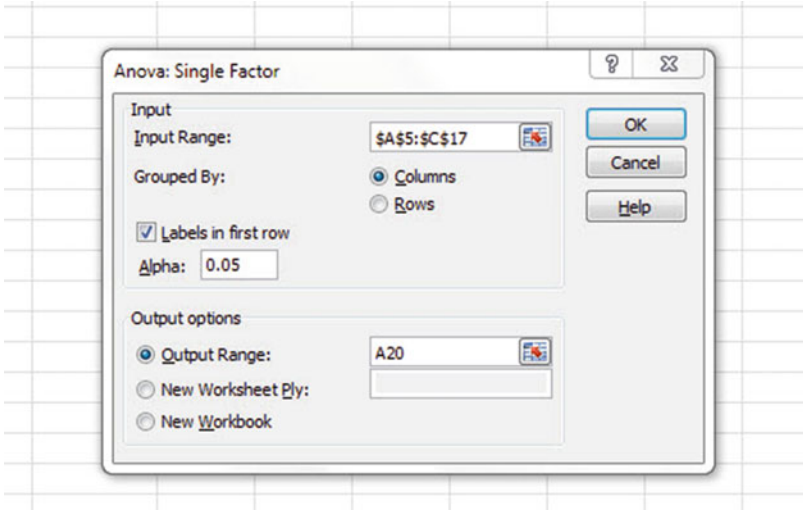 Anova: Single Factor
Input
Input Range: $A$5:$C$17
OK
Grouped By: Columns
Cancel
Rows
Help
Labels in first row
Alpha: 0.05
Output options
Output Range: A20
New Worksheet Ply:
New Workbook